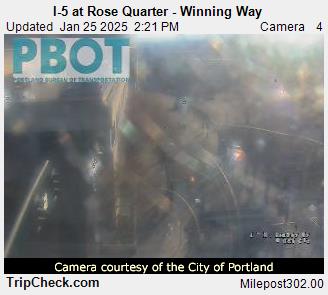 I-5 at Rose Quarter - Winning Way
Updated Jan 25 2025 2:21 PM Camera 4
PBOT
PORTLAND BUREAU OF TRANSPORTATION
Camera courtesy of the City of Portland
TripCheck.com Milepost302.00